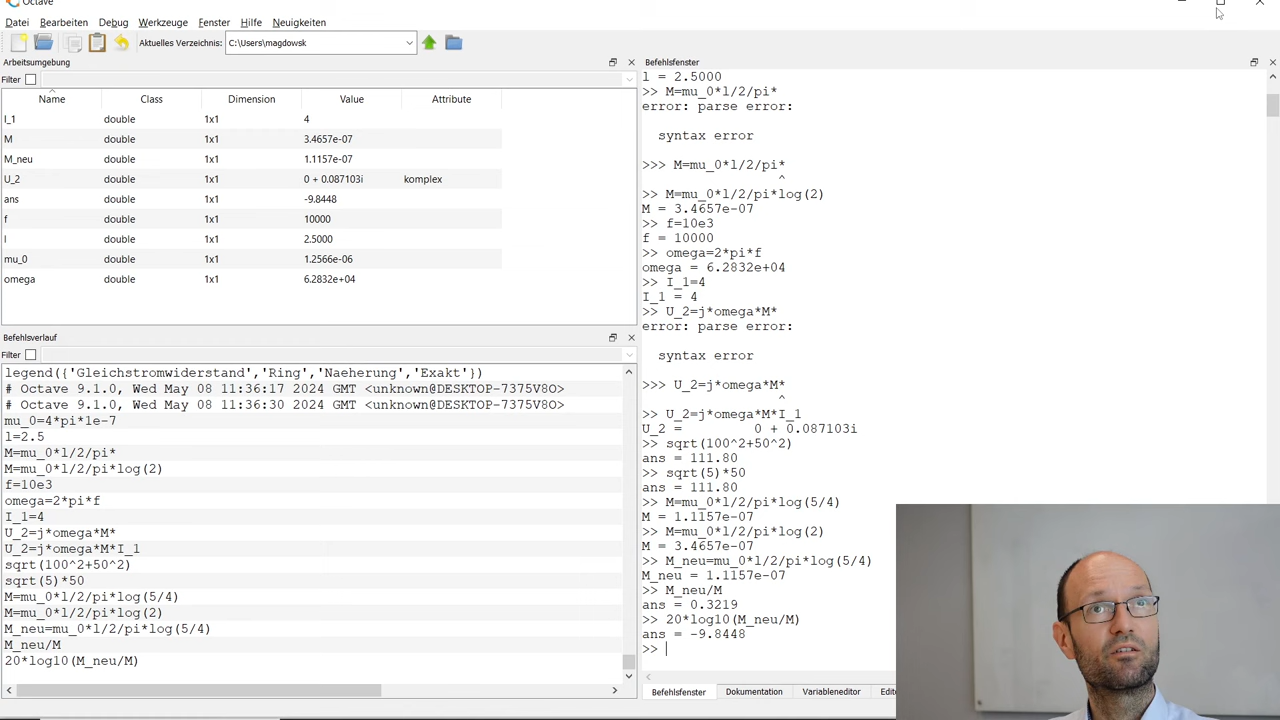 Octave
Datei Bearbeiten Debug Werkzeuge Fenster Hilfe Neuigkeiten
Aktuelles Verzeichnis: C:\Users\magdowsk
Arbeitsumgebung
Filter
Name Class Dimension Value Attribute
I_1 double 1x1 4
M double 1x1 3.4657e-07
M_neu double 1x1 1.1157e-07
U_2 double 1x1 0 + 0.087103i komplex
ans double 1x1 -9.8448
f double 1x1 10000
l double 1x1 2.5000
mu_0 double 1x1 1.2566e-06
omega double 1x1 6.2832e+04
Befehlsverlauf
Filter
legend({'Gleichstromwiderstand','Ring','Naeherung','Exakt'})
# Octave 9.1.0, Wed May 08 11:36:17 2024 GMT <unknown@DESKTOP-7375V8O>
# Octave 9.1.0, Wed May 08 11:36:30 2024 GMT <unknown@DESKTOP-7375V8O>
mu_0=4*pi*1e-7
l=2.5
M=mu_0*l/2/pi*
M=mu_0*l/2/pi*log(2)
f=10e3
omega=2*pi*f
I_1=4
U_2=j*omega*M*
U_2=j*omega*M*I_1
sqrt(100^2+50^2)
sqrt(5)*50
M=mu_0*l/2/pi*log(5/4)
M=mu_0*l/2/pi*log(2)
M_neu=mu_0*l/2/pi*log(5/4)
M_neu/M
20*log10(M_neu/M)
Befehlsfenster
l = 2.5000
>> M=mu_0*l/2/pi*
error: parse error:
syntax error
>>> M=mu_0*l/2/pi*
^
>> M=mu_0*l/2/pi*log(2)
M = 3.4657e-07
>> f=10e3
f = 10000
>> omega=2*pi*f
omega = 6.2832e+04
>> I_1=4
I_1 = 4
>> U_2=j*omega*M*
error: parse error:
syntax error
>>> U_2=j*omega*M*
^
>> U_2=j*omega*M*I_1
U_2 = 0 + 0.087103i
>> sqrt(100^2+50^2)
ans = 111.80
>> sqrt(5)*50
ans = 111.80
>> M=mu_0*l/2/pi*log(5/4)
M = 1.1157e-07
>> M=mu_0*l/2/pi*log(2)
M = 3.4657e-07
>> M_neu=mu_0*l/2/pi*log(5/4)
M_neu = 1.1157e-07
>> M_neu/M
ans = 0.3219
>> 20*log10(M_neu/M)
ans = -9.8448
>>
Befehlsfenster Dokumentation Variableneditor